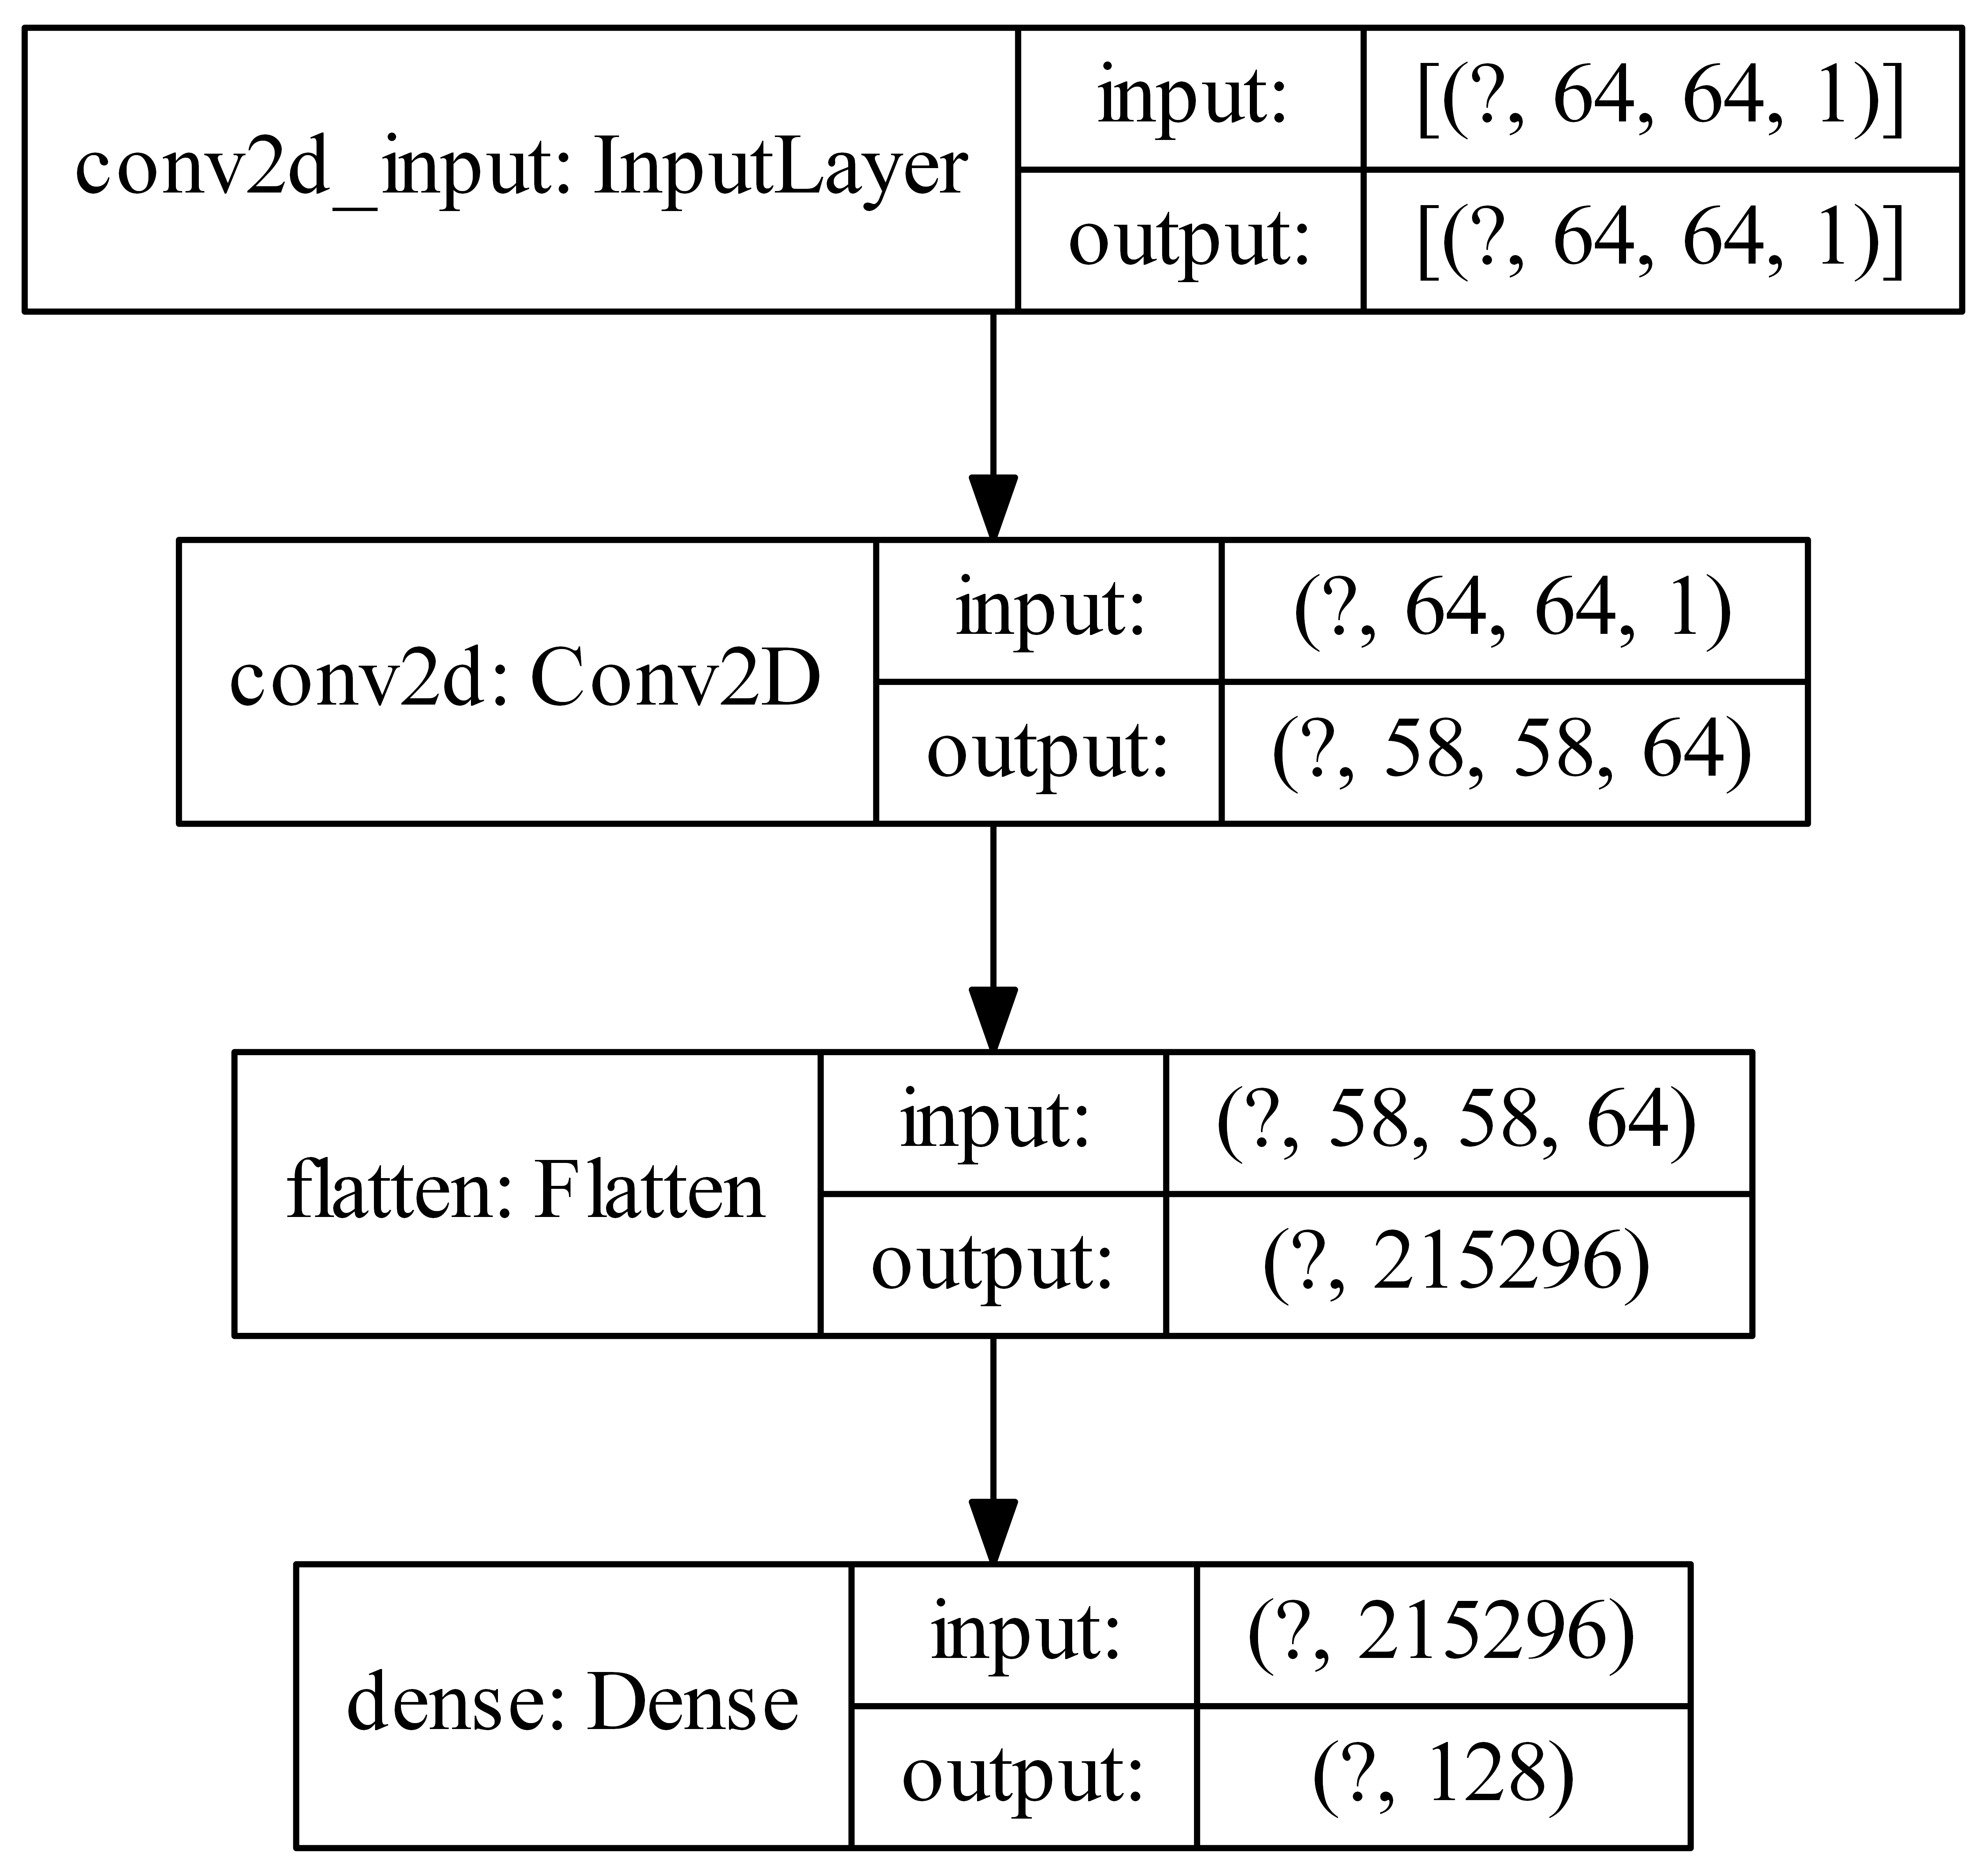 conv2d_input: InputLayer
input:
[(?, 64, 64, 1)]
output:
[(?, 64, 64, 1)]
conv2d: Conv2D
input:
(?, 64, 64, 1)
output:
(?, 58, 58, 64)
flatten: Flatten
input:
(?, 58, 58, 64)
output:
(?, 215296)
dense: Dense
input:
(?, 215296)
output:
(?, 128)